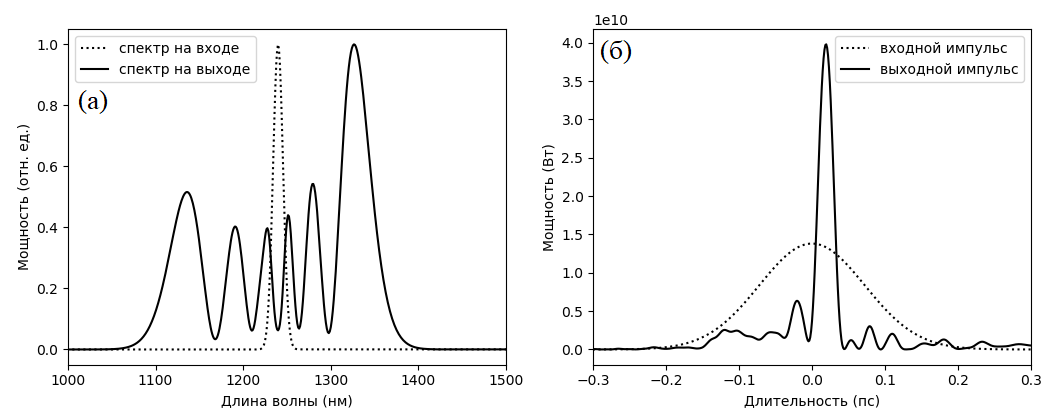 спектр на входе
спектр на выходе
(а)
1.0
0.8
0.6
0.4
0.2
0.0
Мощность (отн. ед.)
1000 1100 1200 1300 1400 1500
Длина волны (нм)
1e10
(б)
входной импульс
выходной импульс
4.0
3.5
3.0
2.5
2.0
1.5
1.0
0.5
0.0
Мощность (Вт)
−0.3 −0.2 −0.1 0.0 0.1 0.2 0.3
Длительность (пс)